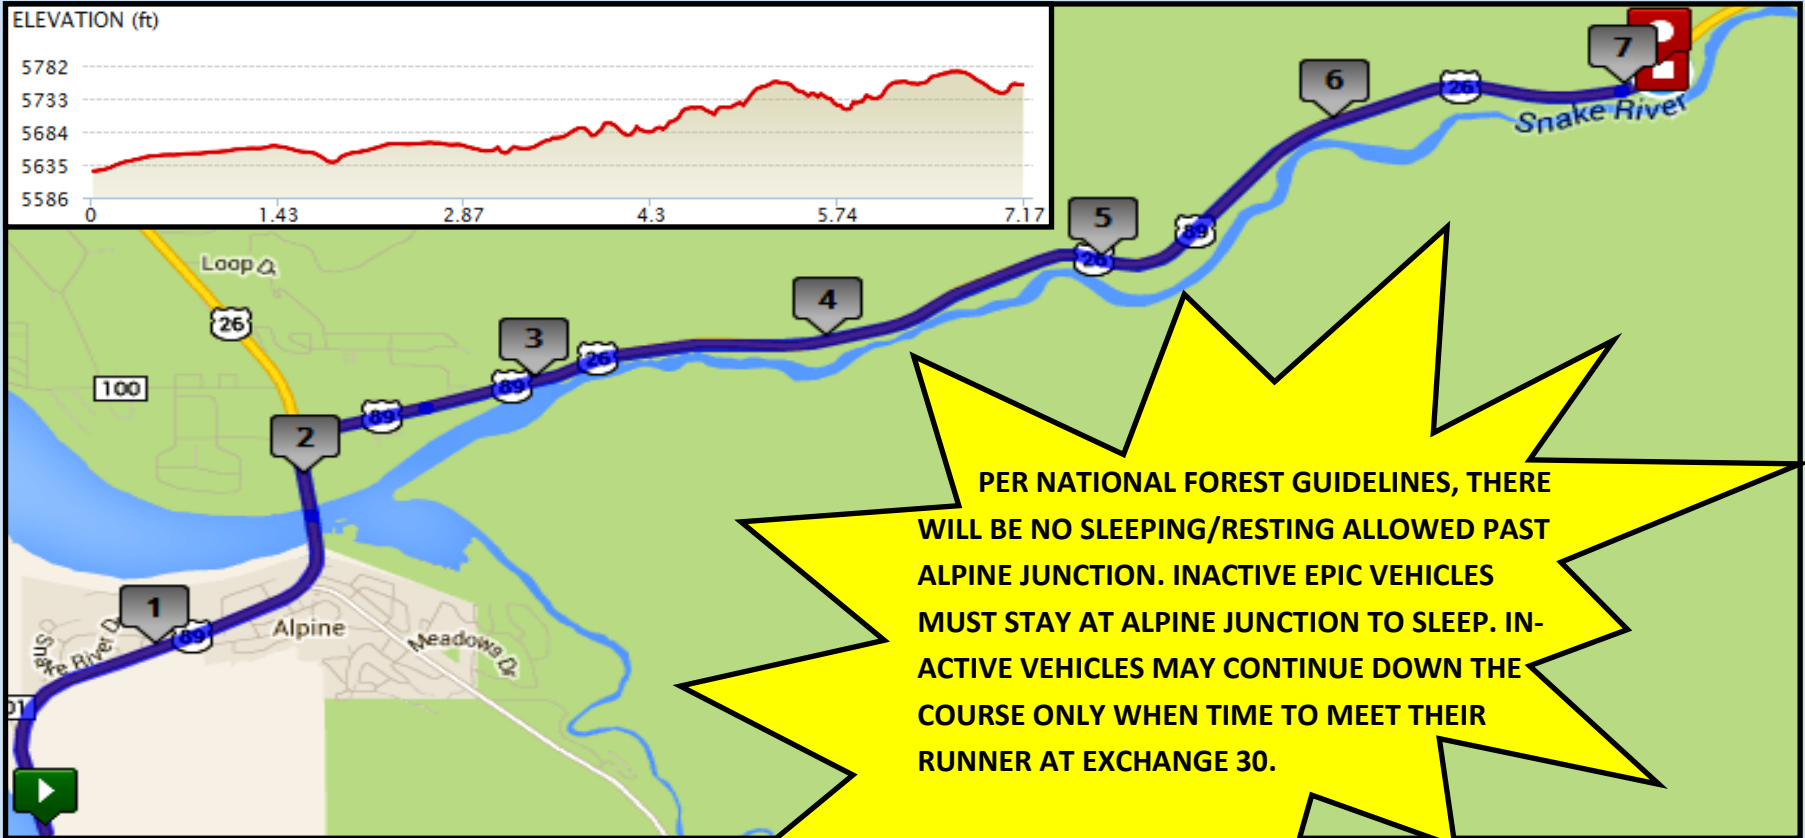 ELEVATION (ft)
5782
5733
5684
5635
5586
0 1.43 2.87 4.3 5.74 7.17
7
6
26
Snake River
5
89
26
Loop
4
26
3
26
100
89
89
2
PER NATIONAL FOREST GUIDELINES, THERE
WILL BE NO SLEEPING/RESTING ALLOWED PAST
ALPINE JUNCTION. INACTIVE EPIC VEHICLES
MUST STAY AT ALPINE JUNCTION TO SLEEP. IN-
ACTIVE VEHICLES MAY CONTINUE DOWN THE
COURSE ONLY WHEN TIME TO MEET THEIR
RUNNER AT EXCHANGE 30.
1
89
Alpine
Snake River D
Meadows Dr
01